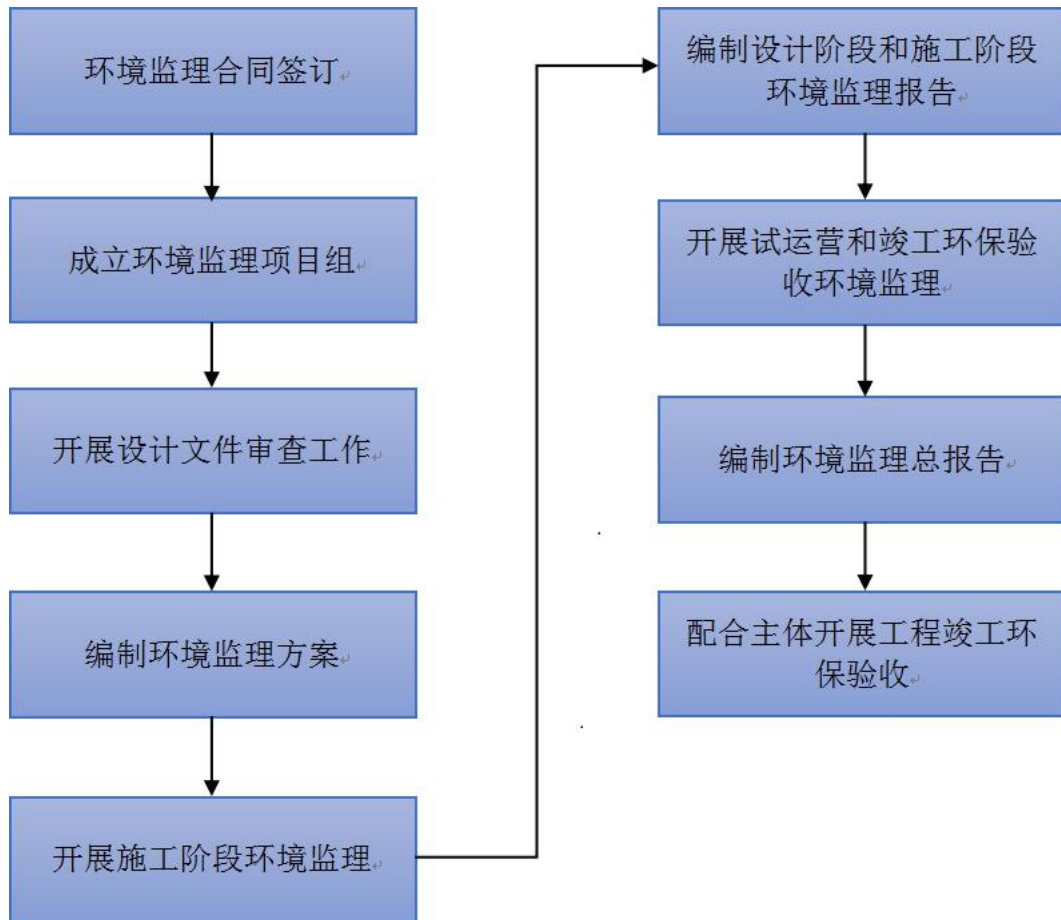 环境监理合同签订
成立环境监理项目组
开展设计文件审查工作
编制环境监理方案
开展施工阶段环境监理
编制设计阶段和施工阶段
环境监理报告
开展试运营和竣工环保验
收环境监理
编制环境监理总报告
配合主体开展工程竣工环
保验收